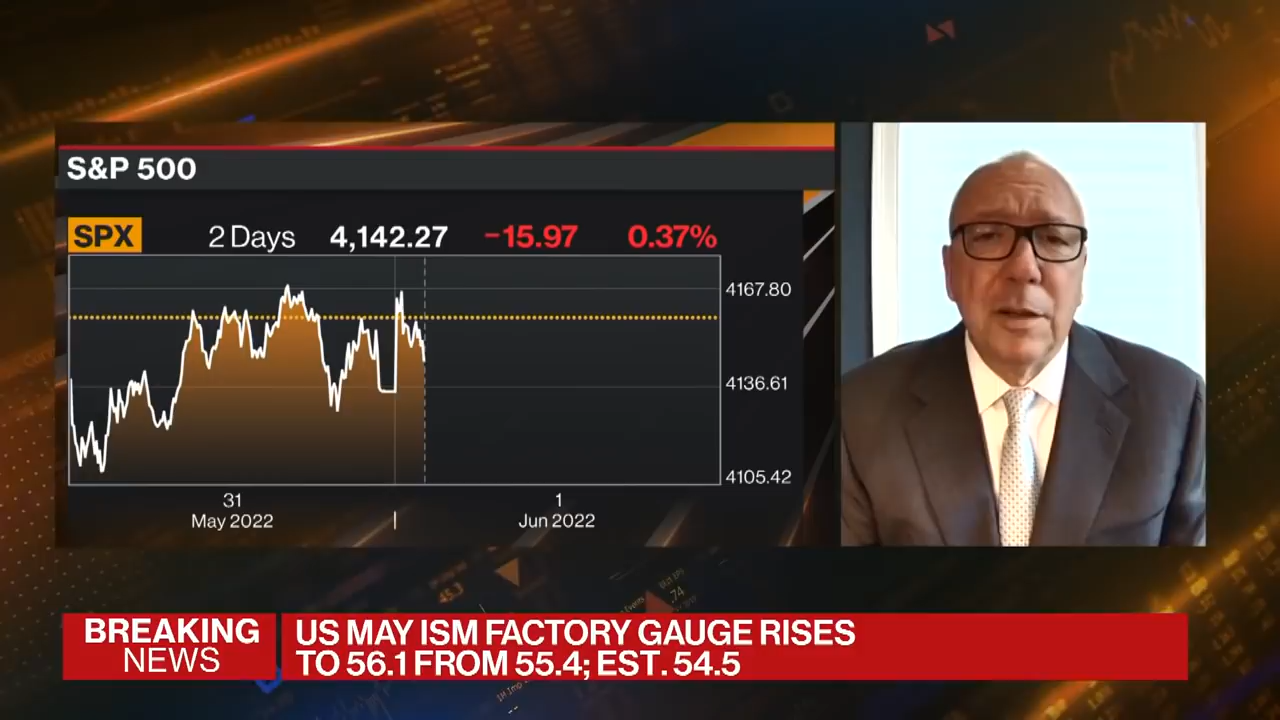 S&P 500
SPX 2 Days 4,142.27 -15.97 0.37%
4167.80
4136.61
4105.42
31 1
May 2022 Jun 2022
BREAKING NEWS
US MAY ISM FACTORY GAUGE RISES
TO 56.1 FROM 55.4; EST. 54.5